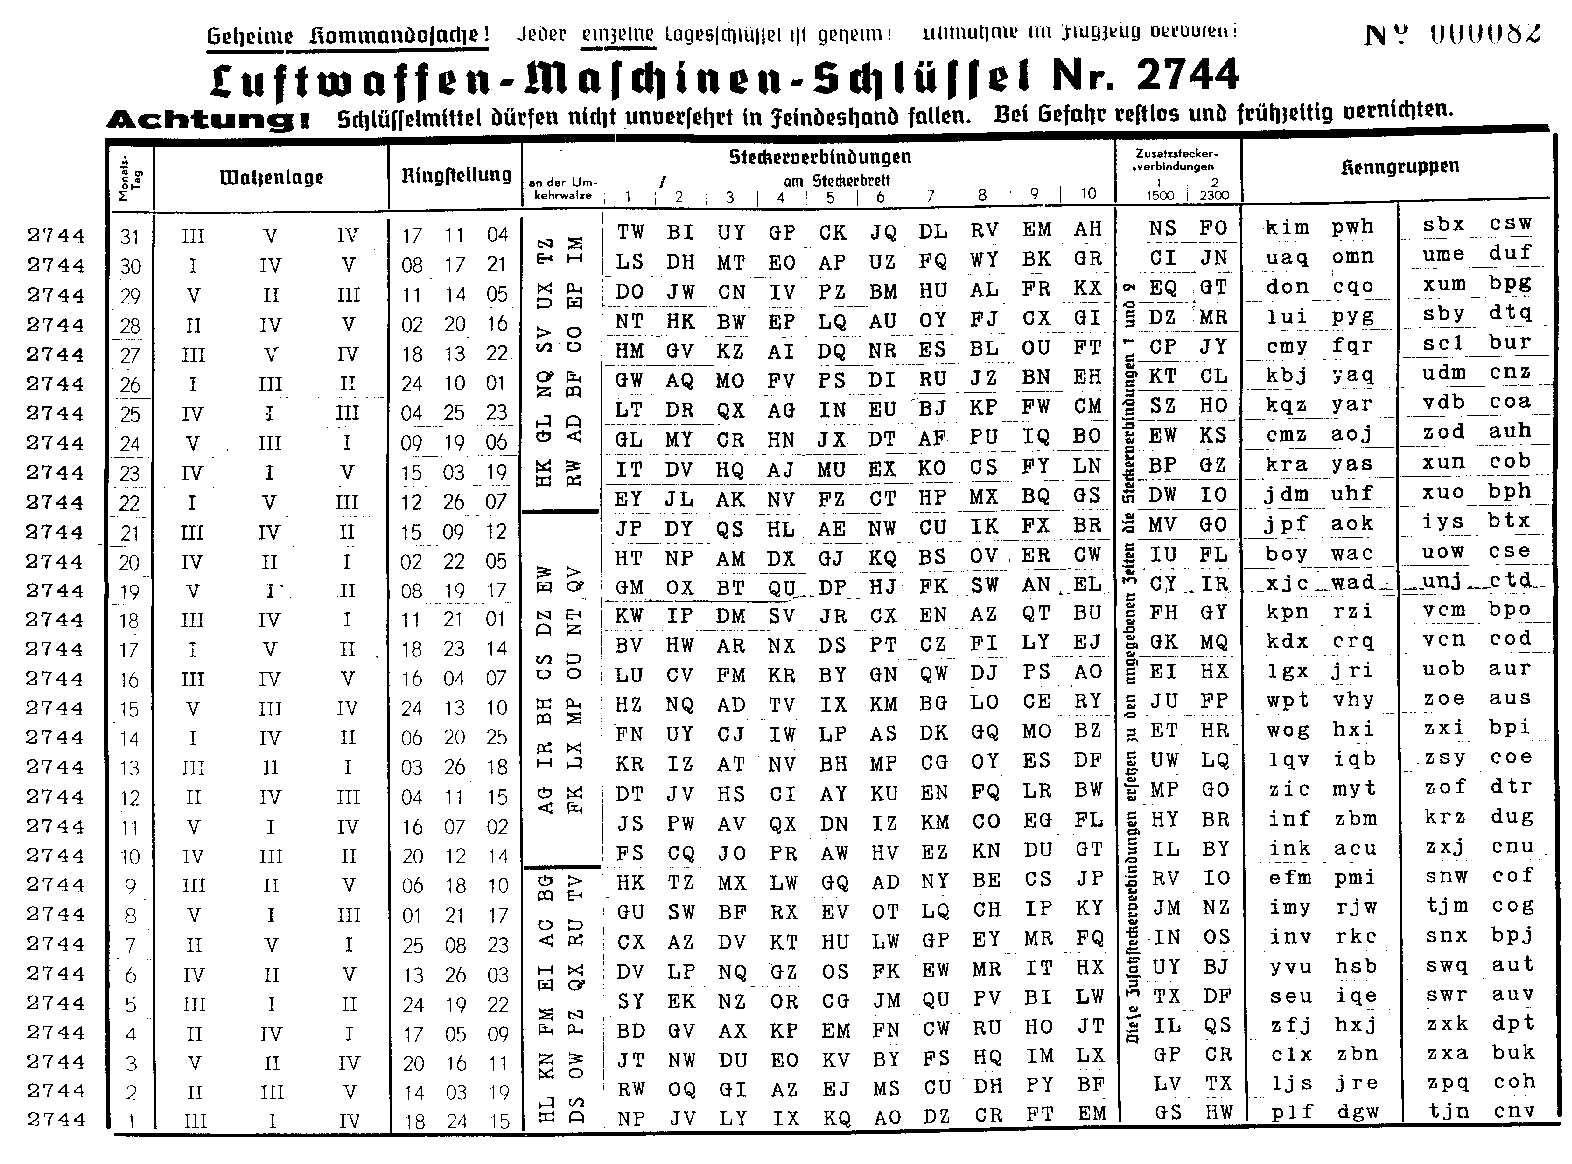 Geheime Kommandosache! Jeder einzelne Tagesschlüssel ist geheim! Mitnahme im Flugzeug verboten! Nº 000082
Luftwaffen-Maschinen-Schlüssel Nr. 2744
Achtung! Schlüsselmittel dürfen nicht unversehrt in Feindeshand fallen. Bei Gefahr restlos und frühzeitig vernichten.
Monats-Tag Walzenlage Ringstellung Steckerverbindungen Zusatzstecker-verbindungen Kenngruppen
an der Um-kehrwalze am Steckerbrett
1 2 3 4 5 6 7 8 9 10 1 1500 2 2300
2744 31 III V IV 17 11 04 TW BI UY GP CK JQ DL RV EM AH NS FO kim pwh sbx csw
2744 30 I IV V 08 17 21 LS DH MT EO AP UZ FQ WY BK GR CI JN uaq omn ume duf
2744 29 V II III 11 14 05 DO JW CN IV PZ BM HU AL FR KX EQ GT don cqo xum bpg
2744 28 II IV V 02 20 16 NT HK BW EP LQ AU OY FJ CX GI DZ MR lui pyg sby dtq
2744 27 III V IV 18 13 22 HM GV KZ AI DQ NR ES BL OU FT CP JY cmy fqr scl bur
2744 26 I III II 24 10 01 GW AQ MO FV PS DI RU JZ BN EH KT CL kbj yaq udm cnz
2744 25 IV I III 04 25 23 LT DR QX AG IN EU BJ KP FW CM SZ HO kqz yar vdb coa
2744 24 V III I 09 19 06 GL MY CR HN JX DT AF PU IQ BO EW KS cmz aoj zod auh
2744 23 IV I V 15 03 19 IT DV HQ AJ MU EX KO CS FY LN BP GZ kra yas xun cob
2744 22 I V III 12 26 07 EY JL AK NV FZ CT HP MX BQ GS DW IO jdm uhf xuo bph
HK GL NQ SV UX TZ
RW AD BF CO EP IM
2744 21 III IV II 15 09 12 JP DY QS HL AE NW CU IK FX BR MV GO jpf aok iys btx
2744 20 IV II I 02 22 05 HT NP AM DX GJ KQ BS OV ER CW IU FL boy wac uow cse
2744 19 V I II 08 19 17 GM OX BT QU DP HJ FK SW AN EL CY IR xjc wad unj ctd
2744 18 III IV I 11 21 01 KW IP DM SV JR CX EN AZ QT BU FH GY kpn rzi vcm bpo
2744 17 I V II 18 23 14 BV HW AR NX DS PT CZ FI LY EJ GK MQ kdx crq vcn cod
2744 16 III IV V 16 04 07 LU CV FM KR BY GN QW DJ PS AO EI HX lgx jri uob aur
2744 15 V III IV 24 13 10 HZ NQ AD TV IX KM BG LO CE RY JU FP wpt vhy zoe aus
2744 14 I IV II 06 20 25 FN UY CJ IW LP AS DK GQ MO BZ ET HR wog hxi zxi bpi
2744 13 III II I 03 26 18 KR IZ AT NV BH MP CG OY ES DF UW LQ lqv iqb zsy coe
2744 12 II IV III 04 11 15 DT JV HS CI AY KU EN FQ LR BW MP GO zic myt zof dtr
2744 11 V I IV 16 07 02 JS PW AV QX DN IZ KM CO EG FL HY BR inf zbm krz dug
2744 10 IV III II 20 12 14 FS CQ JO PR AW HV EZ KN DU GT IL BY ink acu zxj cnu
AG IR BH CS DZ EW
FK LX MP OU NT QV
2744 9 III II V 06 18 10 HK TZ MX LW GQ AD NY BE CS JP RV IO efm pmi snw cof
2744 8 V I III 01 21 17 GU SW BF RX EV OT LQ CH IP KY JM NZ imy rjw tjm cog
2744 7 II V I 25 08 23 CX AZ DV KT HU LW GP EY MR FQ IN OS inv rkc snx bpj
2744 6 IV II V 13 26 03 DV LP NQ GZ OS FK EW MR IT HX UY BJ yvu hsb swq aut
2744 5 III I II 24 19 22 SY EK NZ OR CG JM QU PV BI LW TX DF seu iqe swr auv
2744 4 II IV I 17 05 09 BD GV AX KP EM FN CW RU HO JT IL QS zfj hxj zxk dpt
2744 3 V II IV 20 16 11 JT NW DU EO KV BY FS HQ IM LX GP CR clx zbn zxa buk
2744 2 II III V 14 03 19 RW OQ GI AZ EJ MS CU DH PY BF LV TX ljs jre zpq coh
2744 1 III I IV 18 24 15 NP JV LY IX KQ AO DZ CR FT EM GS HW plf dgw tjn cnv
HL KN FM EI AC BG
DS OW PZ QX RU TV
Diese Zusatzsteckerverbindungen ersetzen zu den angegebenen Zeiten die Steckerverbindungen 1 und 2